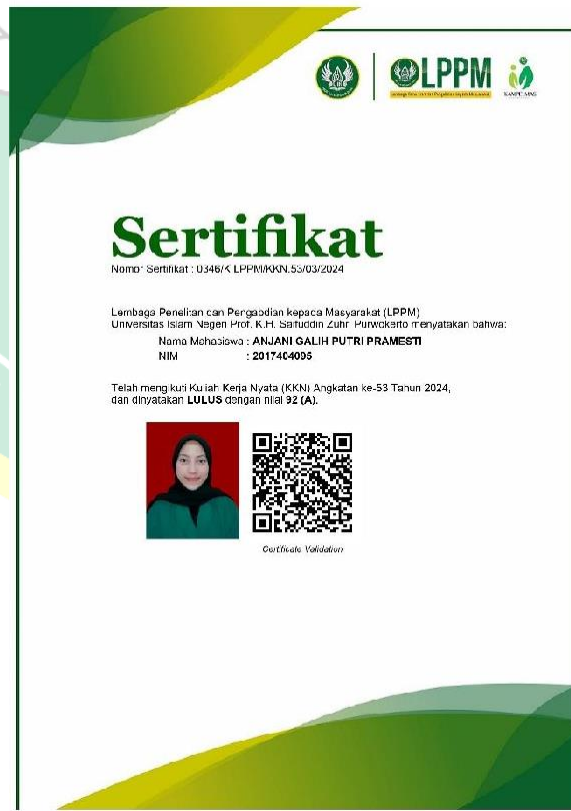 LPPM
Sertifikat
Nomor Sertifikat : 0346/K.LPPM/KKN.53/03/2024
Lembaga Penelitian dan Pengabdian kepada Masyarakat (LPPM)
Universitas Islam Negeri Prof. K.H. Saifuddin Zuhri Purwokerto menyatakan bahwa:
Nama Mahasiswa : ANJANI GALIH PUTRI PRAMESTI
NIM : 2017404095
Telah mengikuti Kuliah Kerja Nyata (KKN) Angkatan ke-53 Tahun 2024,
dan dinyatakan LULUS dengan nilai 92 (A).
Certificate Validation